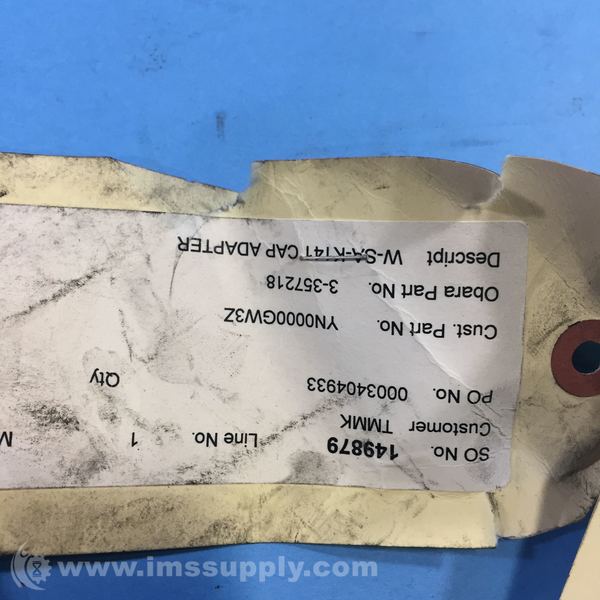 SO No. 149879 Line No. 1
Customer TMMK
PO No. 0003404933 Qty
Cust. Part No. YN0000GW3Z
Obara Part No. 3-357218
Descript W-SA-K141 CAP ADAPTER
www.imssupply.com